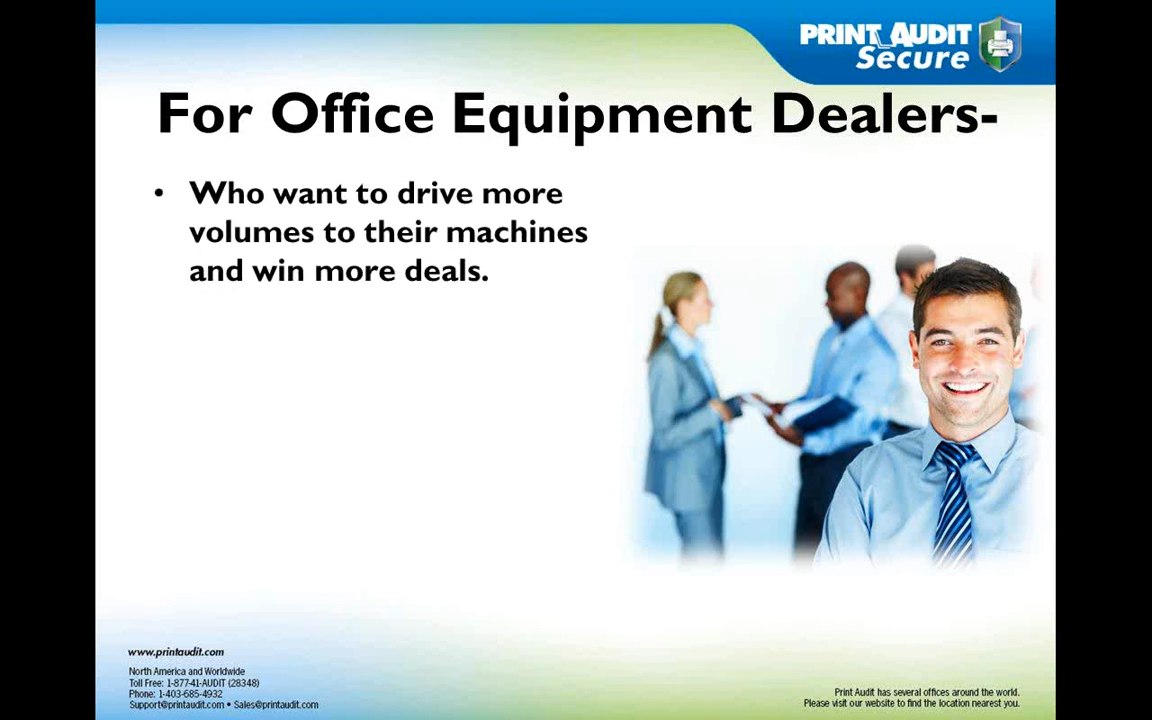 PRINT AUDIT
Secure
For Office Equipment Dealers-
• Who want to drive more
volumes to their machines
and win more deals.
www.printaudit.com
North America and Worldwide
Toll Free: 1-877-41-AUDIT (28348)
Phone: 1-403-685-4932
Support@printaudit.com • Sales@printaudit.com
Print Audit has several offices around the world.
Please visit our website to find the location nearest you.